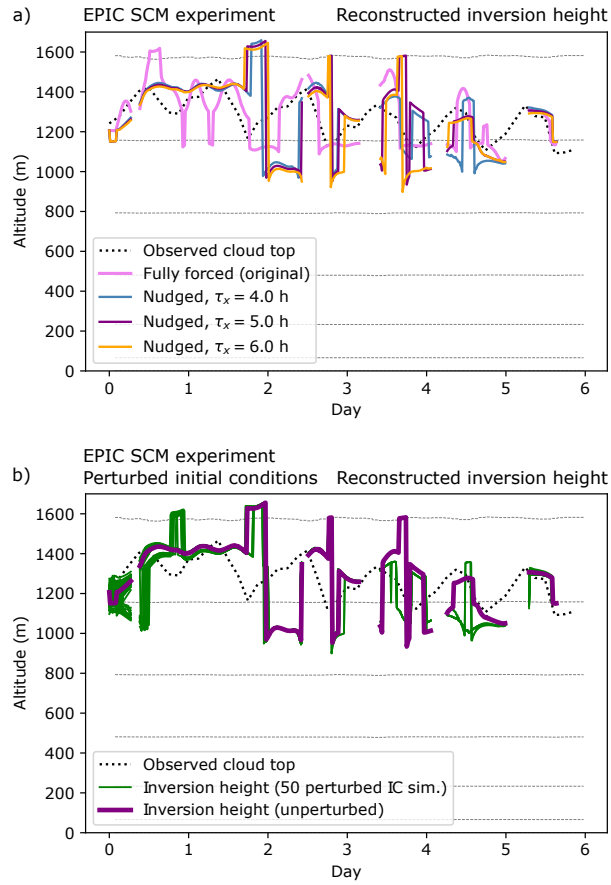 a)
EPIC SCM experiment
Reconstructed inversion height
Altitude (m)
1600
1400
1200
1000
800
600
400
200
0
Observed cloud top
Fully forced (original)
Nudged, τₓ = 4.0 h
Nudged, τₓ = 5.0 h
Nudged, τₓ = 6.0 h
0 1 2 3 4 5 6
Day
b)
EPIC SCM experiment
Perturbed initial conditions
Reconstructed inversion height
Altitude (m)
1600
1400
1200
1000
800
600
400
200
0
Observed cloud top
Inversion height (50 perturbed IC sim.)
Inversion height (unperturbed)
0 1 2 3 4 5 6
Day